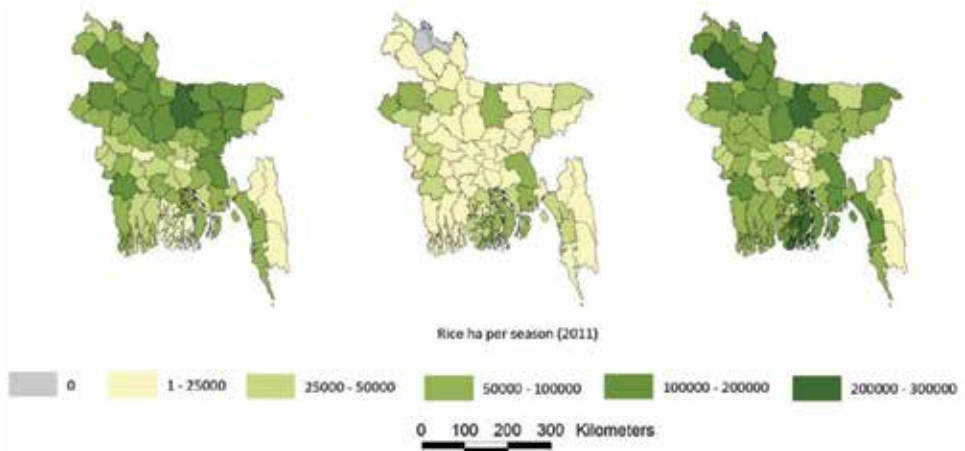 Rice ha per season (2011)
0 1 - 25000 25000 - 50000 50000 - 100000 100000 - 200000 200000 - 300000
0 100 200 300 Kilometers